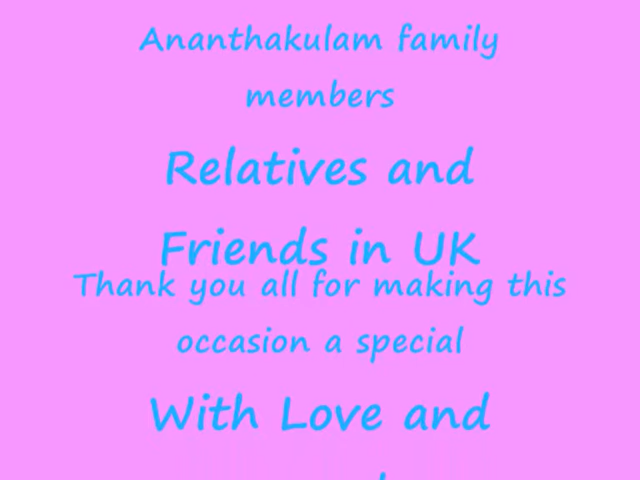 Ananthakulam family
members
Relatives and
Friends in UK
Thank you all for making this
occasion a special
With Love and